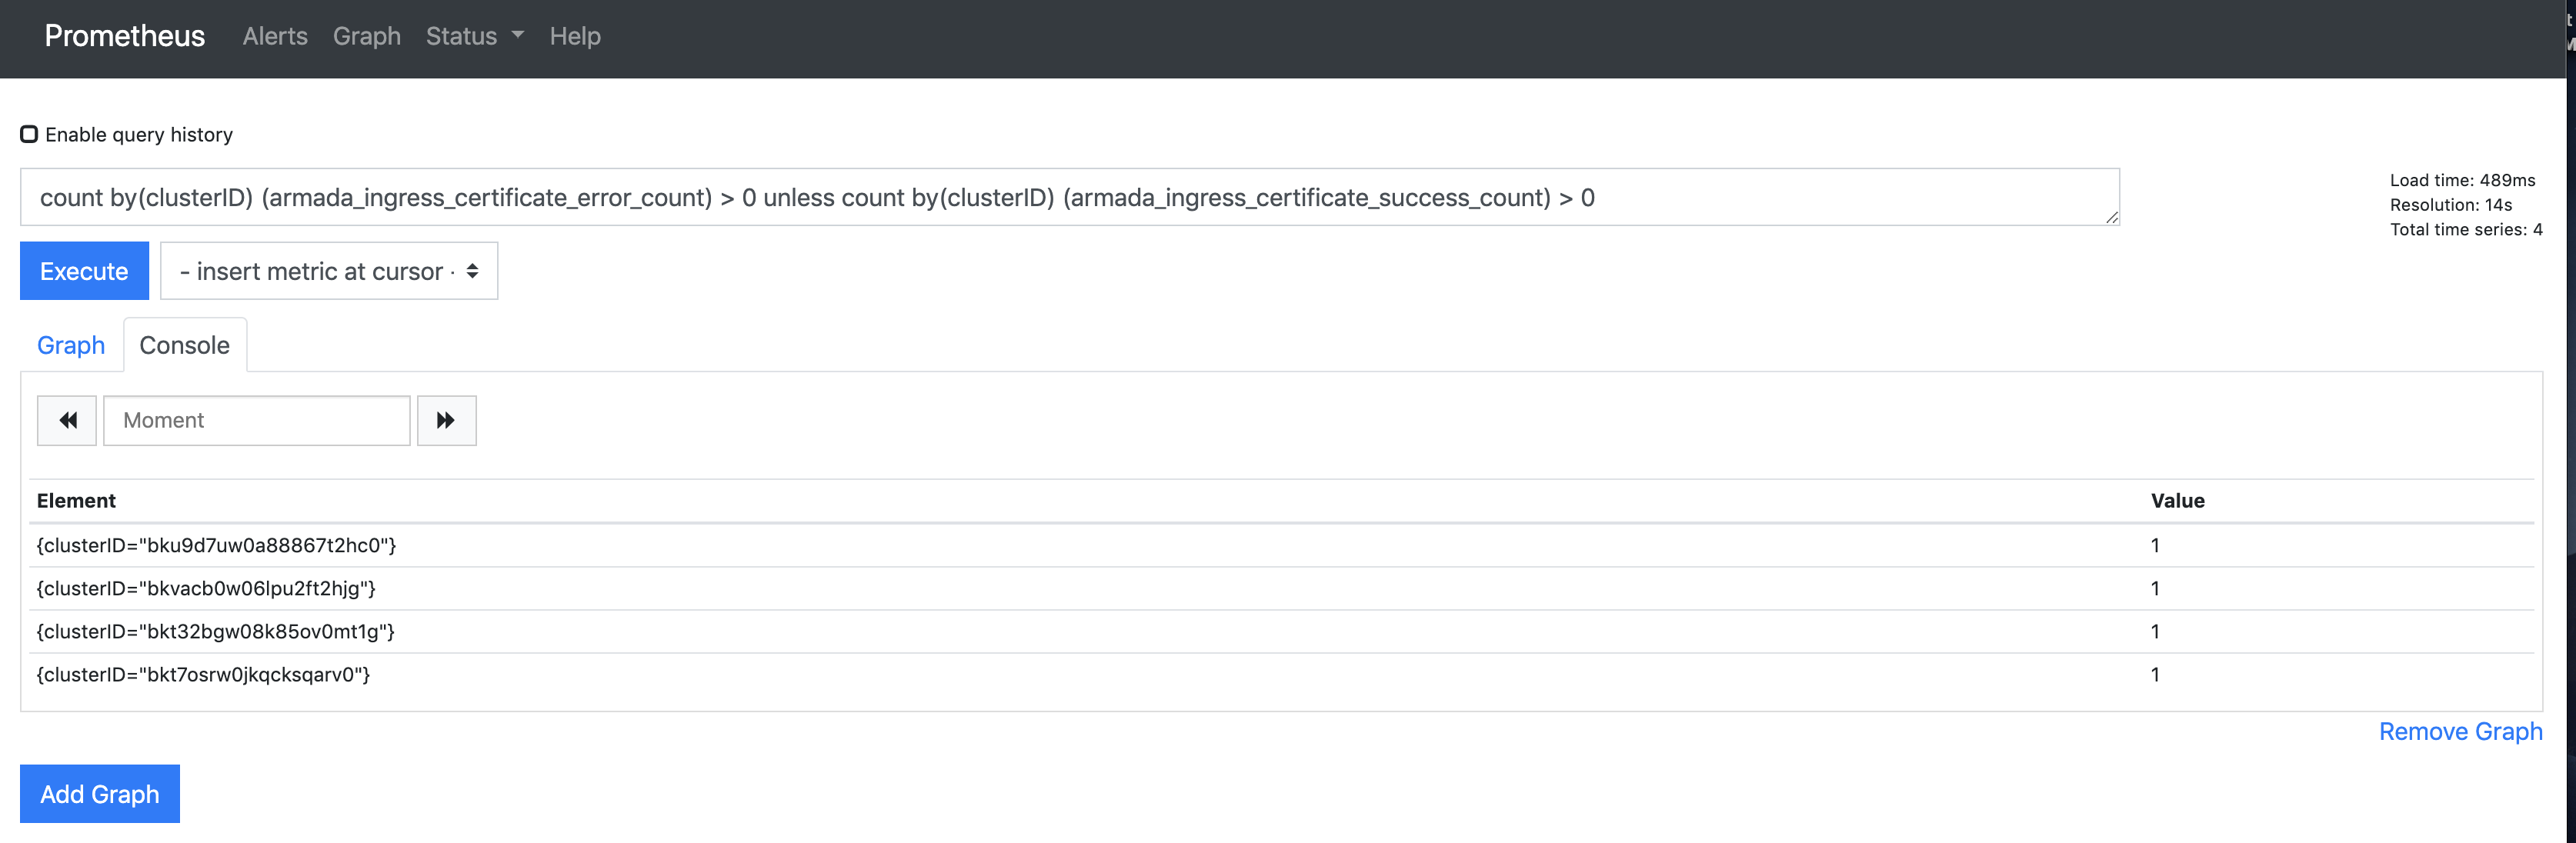 Prometheus Alerts Graph Status Help
Enable query history
count by(clusterID) (armada_ingress_certificate_error_count) > 0 unless count by(clusterID) (armada_ingress_certificate_success_count) > 0
Load time: 489ms
Resolution: 14s
Total time series: 4
Execute - insert metric at cursor -
Graph Console
Moment
Element Value
{clusterID="bku9d7uw0a88867t2hc0"} 1
{clusterID="bkvacb0w06lpu2ft2hjg"} 1
{clusterID="bkt32bgw08k85ov0mt1g"} 1
{clusterID="bkt7osrw0jkqcksqarv0"} 1
Remove Graph
Add Graph